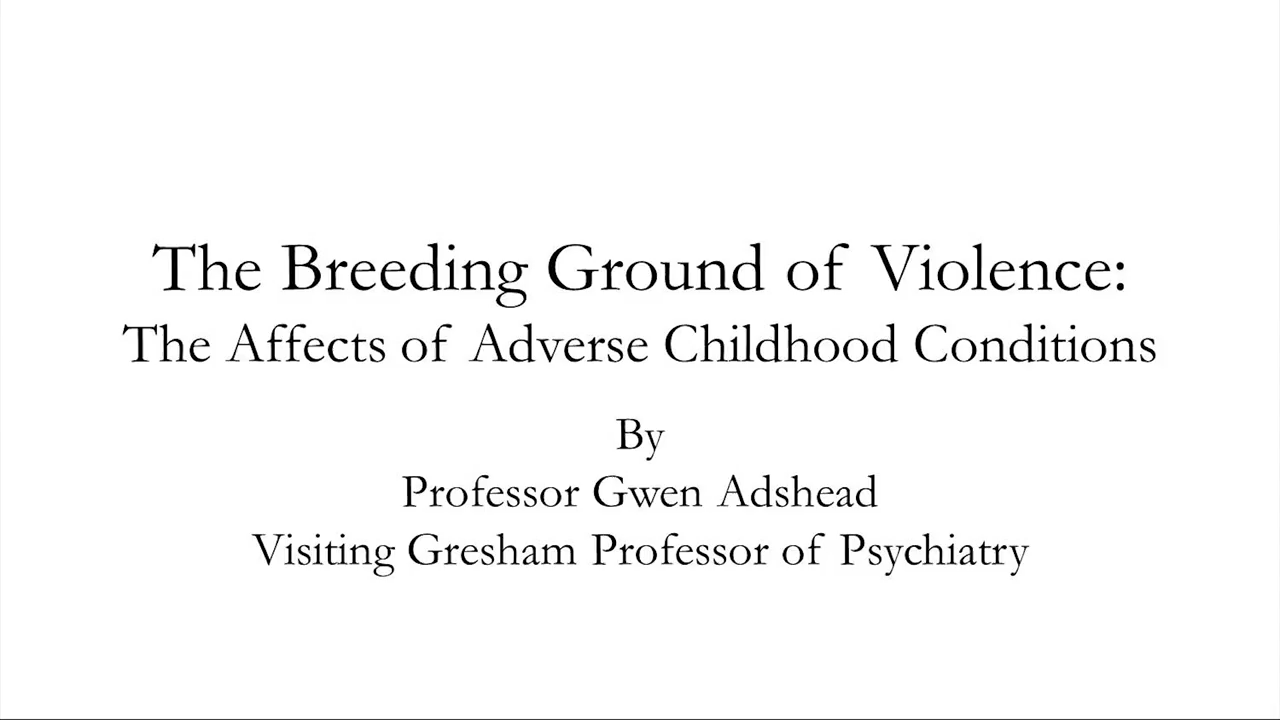 The Breeding Ground of Violence:
The Affects of Adverse Childhood Conditions
By
Professor Gwen Adshead
Visiting Gresham Professor of Psychiatry